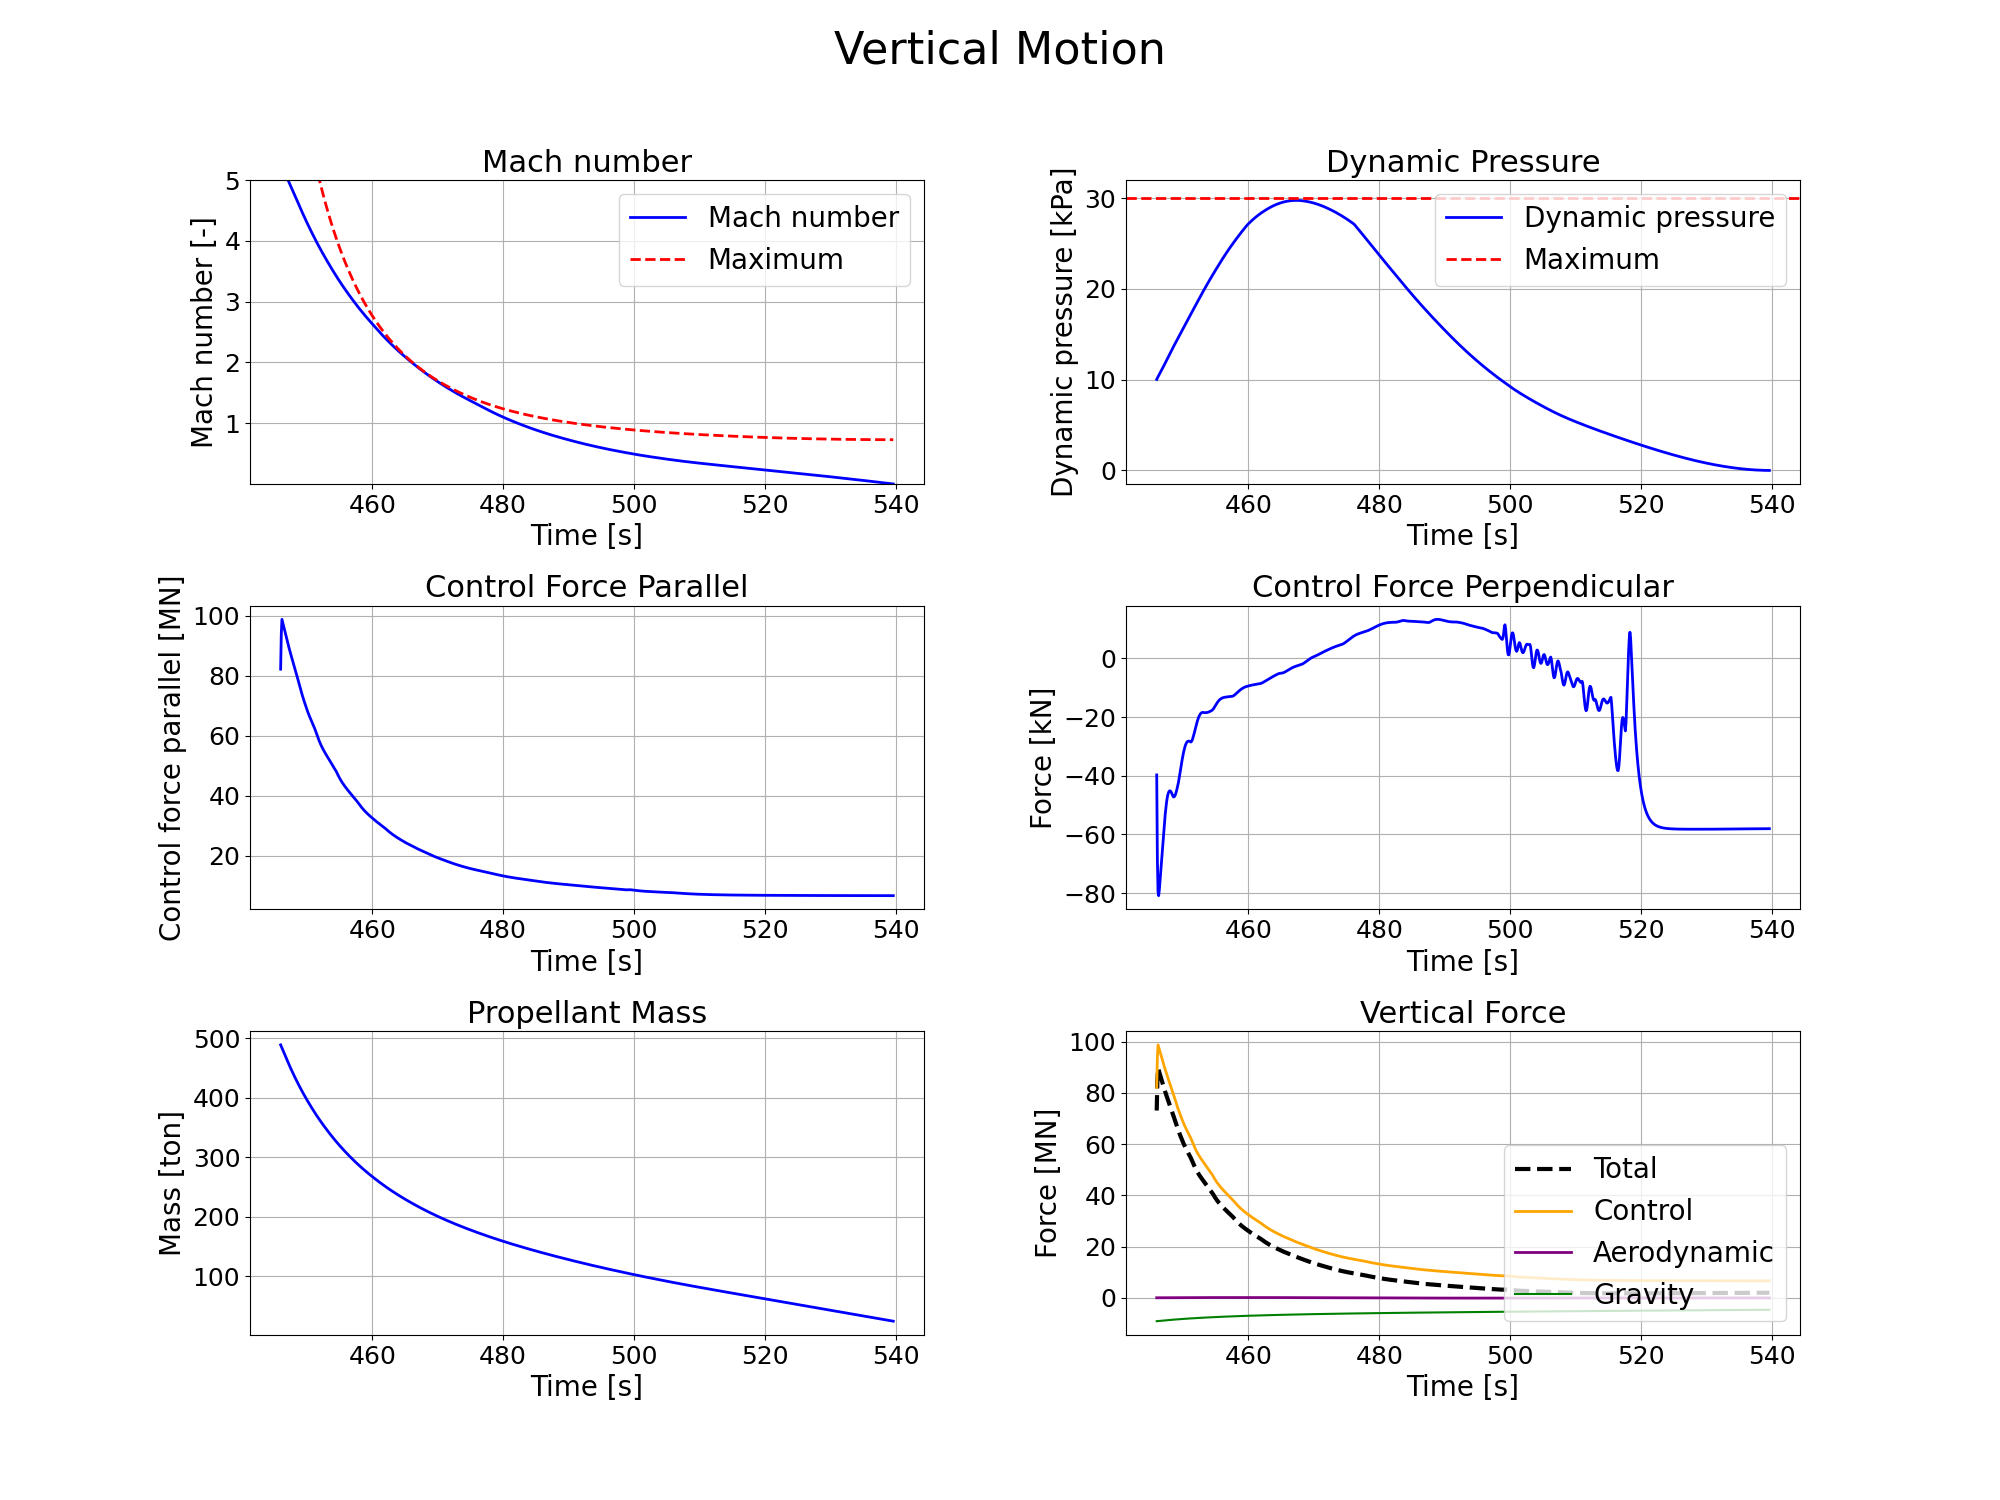 Vertical Motion
Mach number
5
4
3
2
1
Mach number [-]
Mach number
Maximum
460 480 500 520 540
Time [s]
Dynamic Pressure
30
20
10
0
Dynamic pressure [kPa]
Dynamic pressure
Maximum
460 480 500 520 540
Time [s]
Control Force Parallel
100
80
60
40
20
Control force parallel [MN]
460 480 500 520 540
Time [s]
Control Force Perpendicular
0
−20
−40
−60
−80
Force [kN]
460 480 500 520 540
Time [s]
Propellant Mass
500
400
300
200
100
Mass [ton]
460 480 500 520 540
Time [s]
Vertical Force
100
80
60
40
20
0
Force [MN]
Total
Control
Aerodynamic
Gravity
460 480 500 520 540
Time [s]